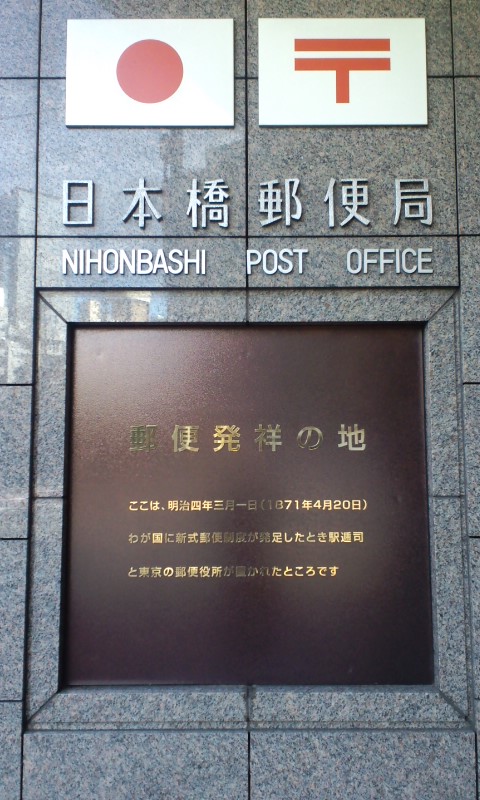 〒
日本橋郵便局
NIHONBASHI POST OFFICE
郵便発祥の地
ここは、明治四年三月一日(1871年4月20日)
わが国に新式郵便制度が発足したとき駅逓司
と東京の郵便役所が置かれたところです